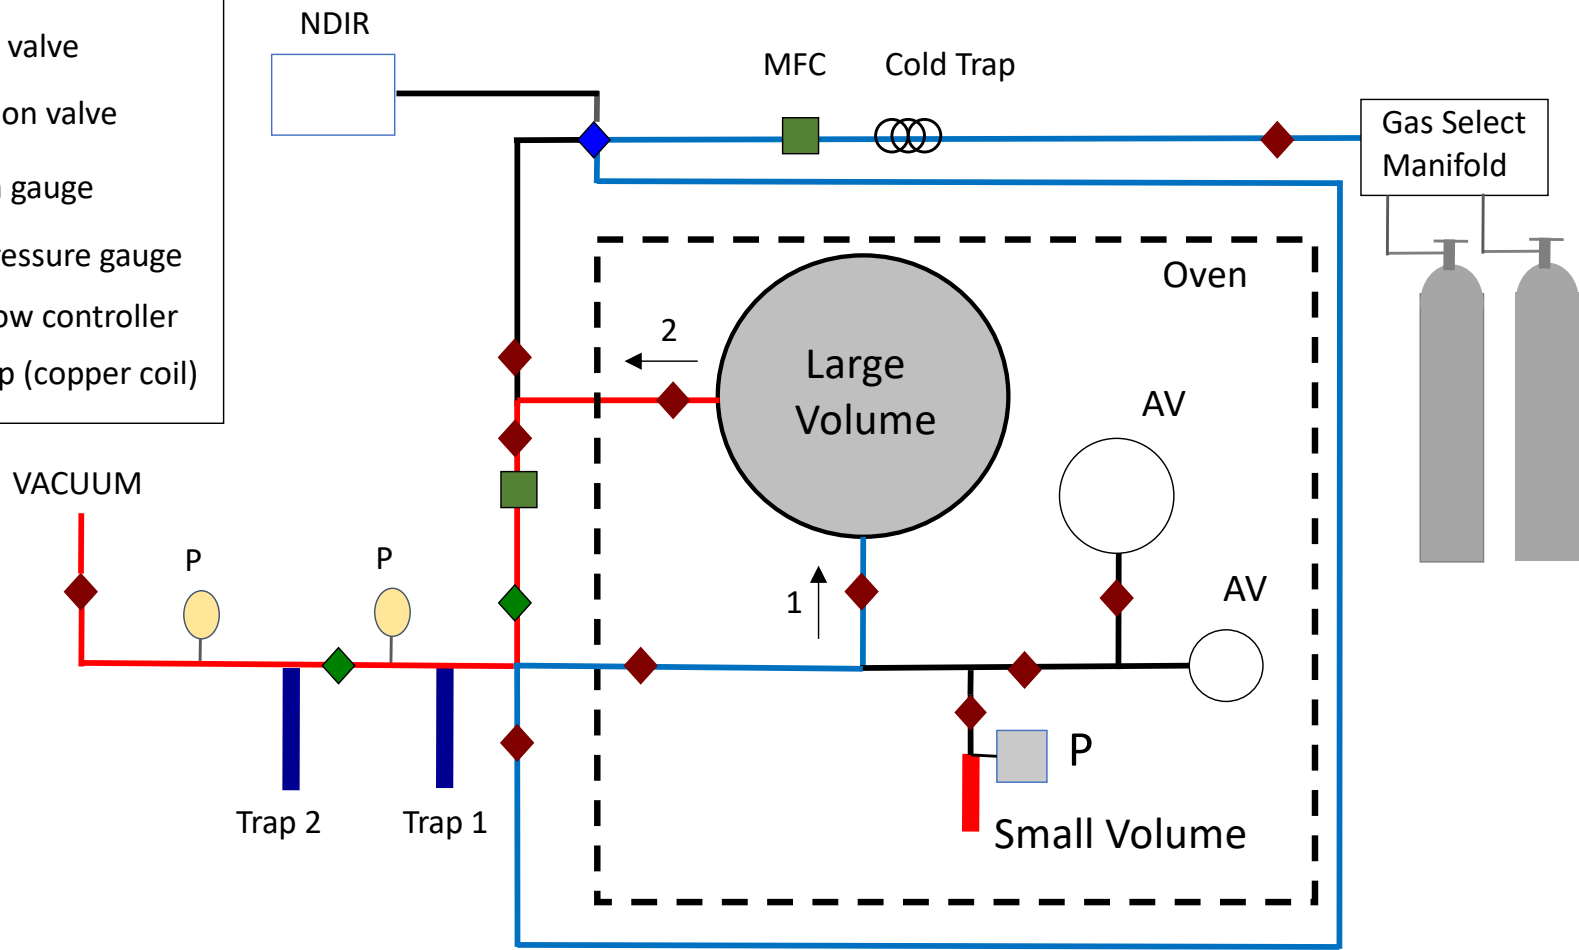 valve
on valve
gauge
essure gauge
ow controller
p (copper coil)
NDIR
MFC
Cold Trap
Gas Select
Manifold
Oven
2
Large
Volume
AV
VACUUM
P
P
1
AV
P
Trap 2
Trap 1
Small Volume